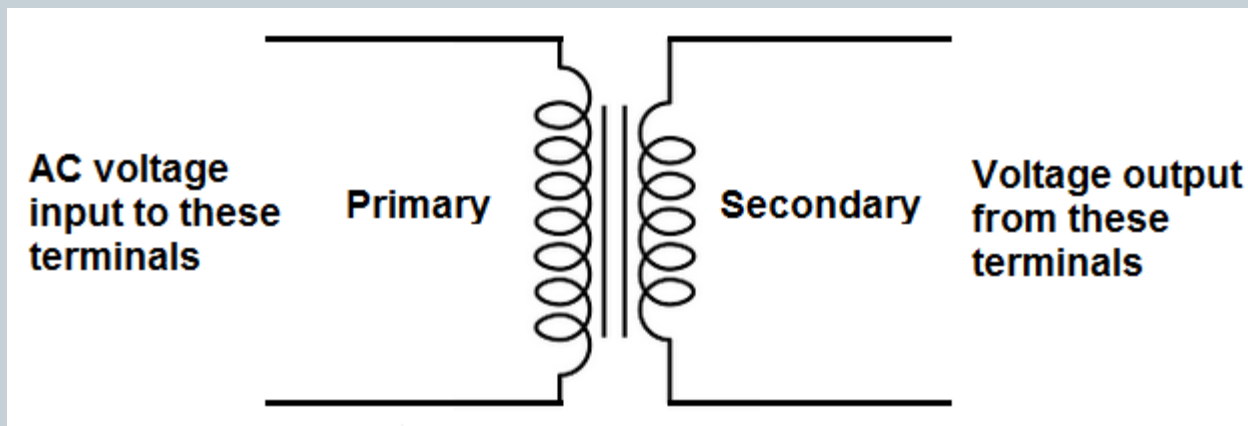 AC voltage
input to these
terminals
Primary
Secondary
Voltage output
from these
terminals